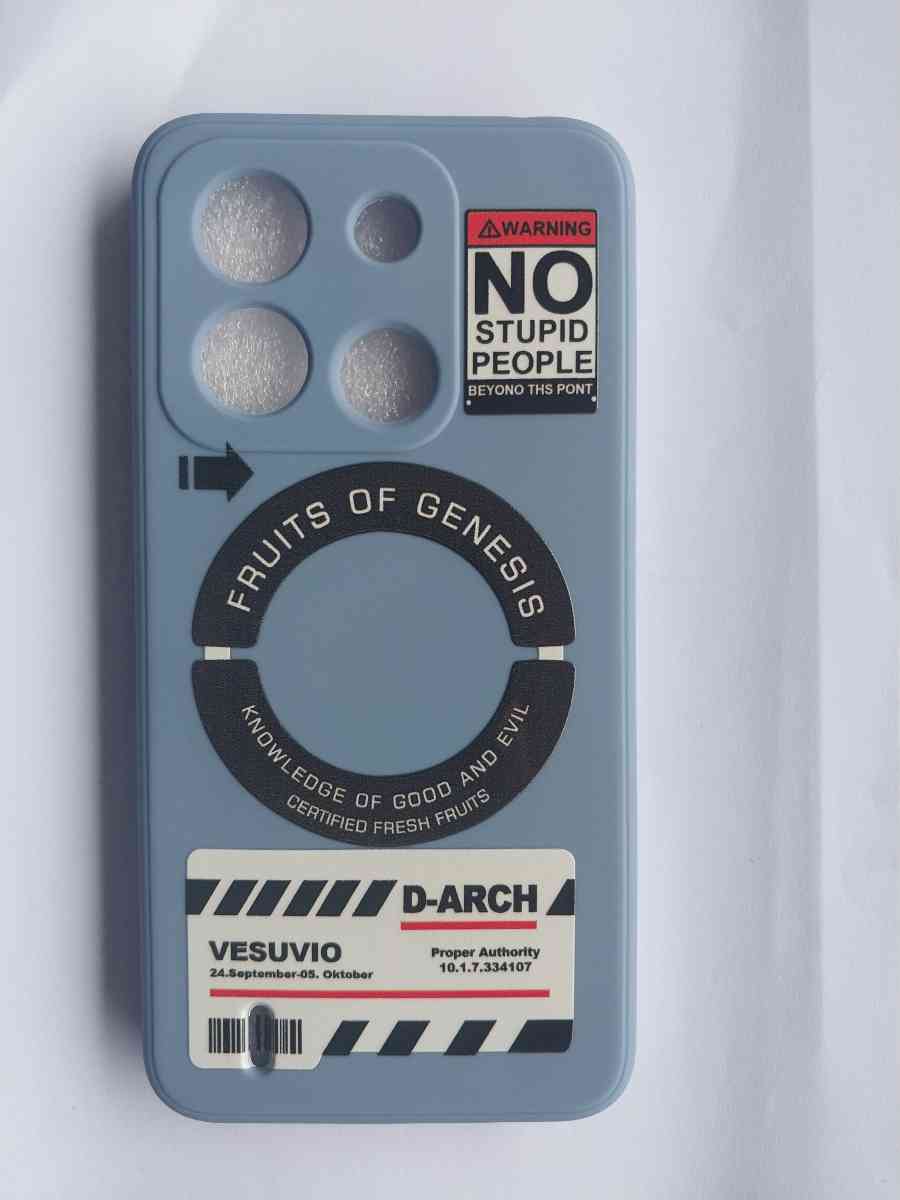 WARNING
NO
STUPID
PEOPLE
BEYONO THS PONT
FRUITS OF GENESIS
KNOWLEDGE OF GOOD AND EVIL
CERTIFIED FRESH FRUITS
D-ARCH
VESUVIO
24.September-05. Oktober
Proper Authority
10.1.7.334107